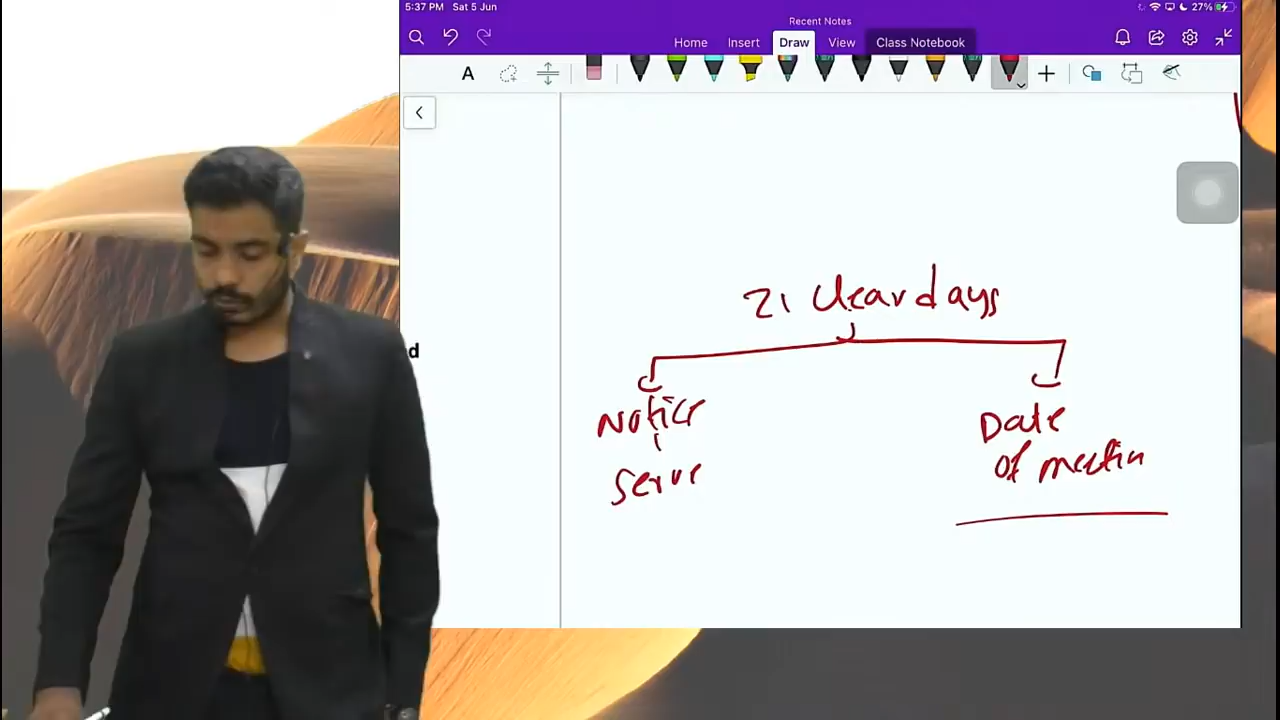 5:37 PM Sat 5 Jun
27%
Recent Notes
Home Insert Draw View Class Notebook
A
d
21 clear days
Notice
Serve
Date
of meetin